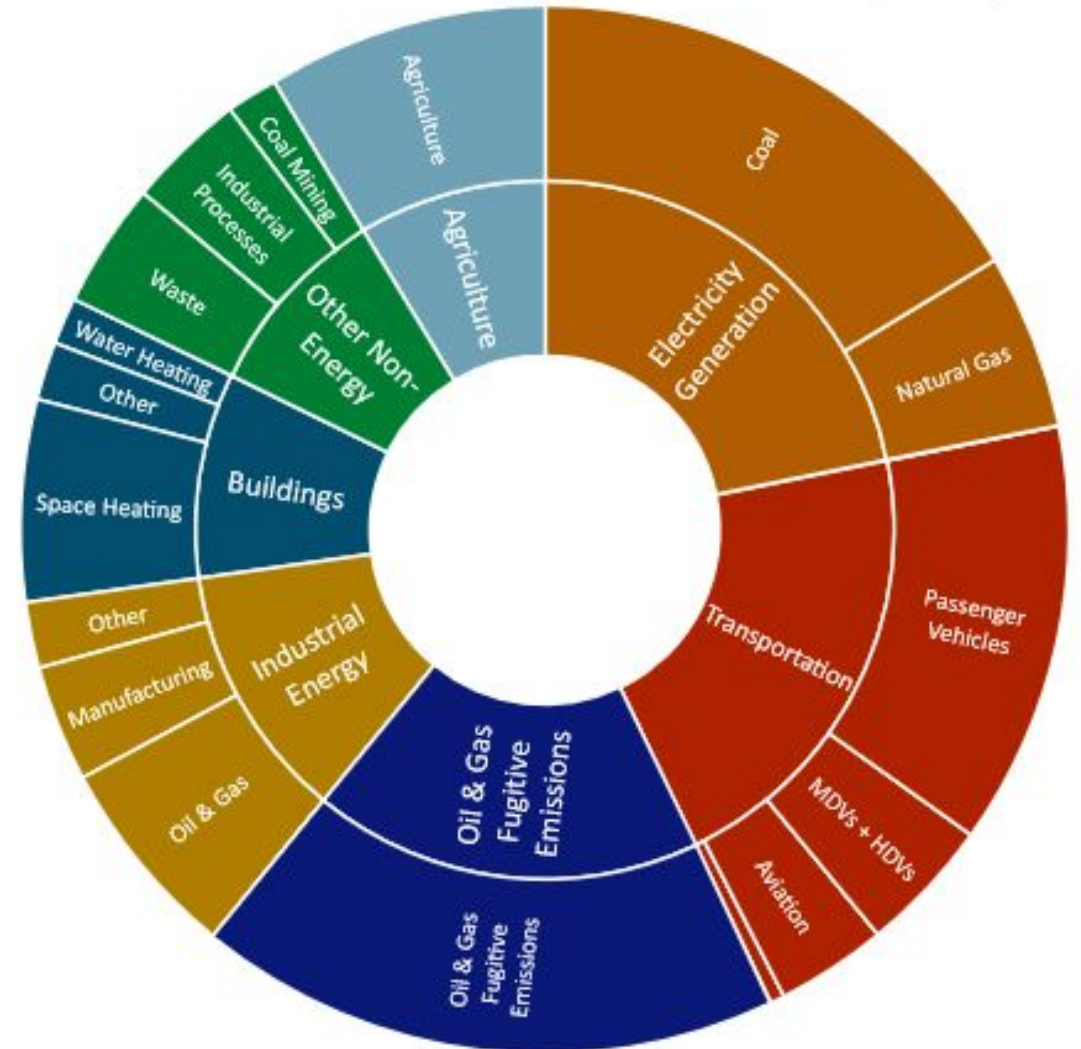 Coal
Natural Gas
Electricity
Generation
Passenger
Vehicles
MDVs + HDVs
Aviation
Transportation
Oil & Gas
Fugitive
Emissions
Oil & Gas
Fugitive
Emissions
Industrial
Energy
Oil & Gas
Manufacturing
Other
Buildings
Space Heating
Other
Water Heating
Other Non-
Energy
Waste
Industrial
Processes
Coal Mining
Agriculture
Agriculture